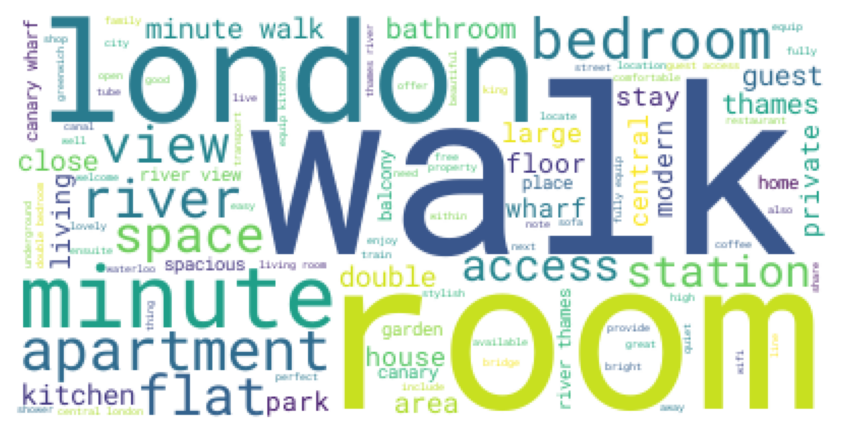 family
shop
city
minute walk
bathroom
bedroom
equip
fully
canary wharf
greenwich
london
thames river
beautiful
street
location
guest access
guest
comfortable
open
good
tube
offer
king
live
equip kitchen
stay
thames
restaurant
canal
well
view
transport
walk
large
locate
central
modern
private
close
welcome
river view
balcony
free
property
need
floor
place
fully equip
home
also
underground
double bedroom
living
river
easy
within
wharf
note
sofa
lovely
ensuite
space
enjoy
train
next
coffee
waterloo
spacious
living room
double
access
station
share
minute
thing
room
stylish
high
river thames
garden
available
provide
great
quiet
apartment
house
bridge
bright
wifi
line
canary
perfect
include
kitchen
flat
park
area
away
shower
central london